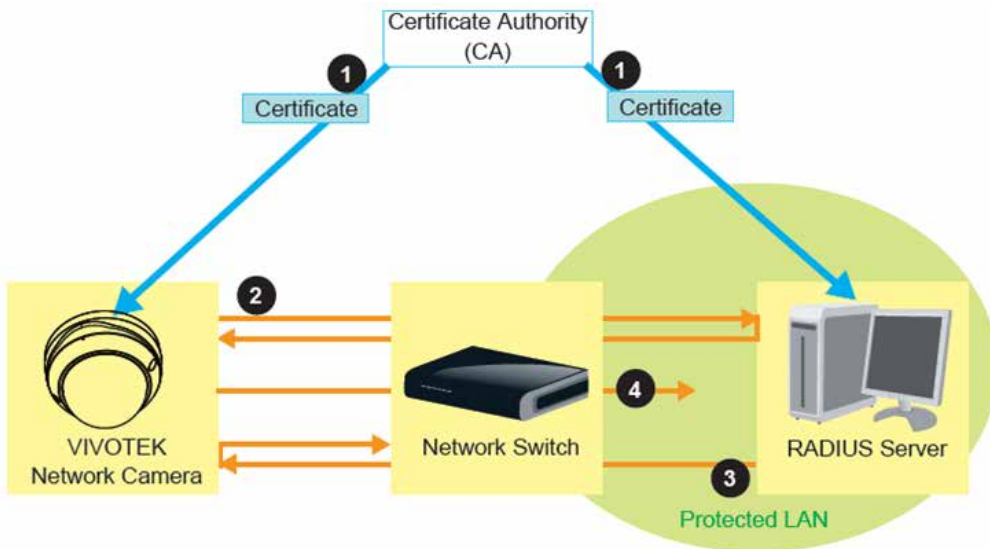 Certificate Authority
(CA)
1
1
Certificate
Certificate
2
4
VIVOTEK
Network Camera
Network Switch
RADIUS Server
3
Protected LAN